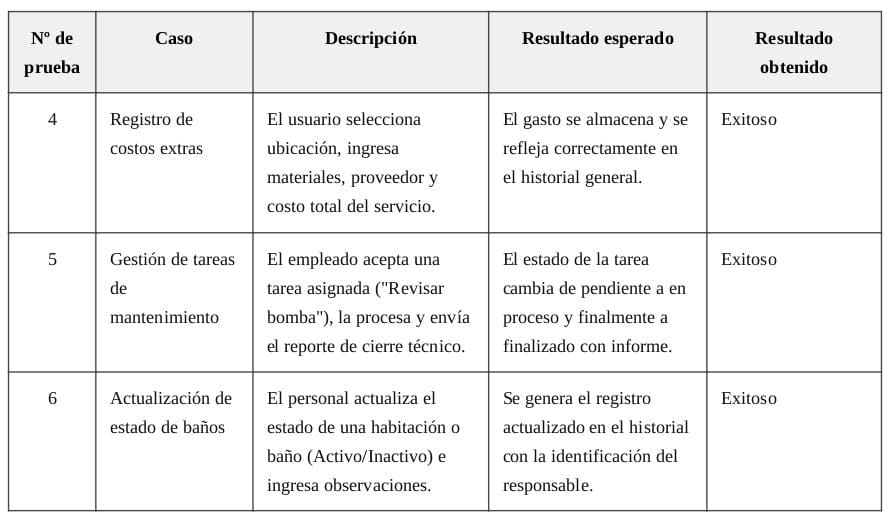 Nº de prueba Caso Descripción Resultado esperado Resultado obtenido
4
Registro de
costos extras
El usuario selecciona
ubicación, ingresa
materiales, proveedor y
costo total del servicio.
El gasto se almacena y se
refleja correctamente en
el historial general.
Exitoso
5
Gestión de tareas
de
mantenimiento
El empleado acepta una
tarea asignada ("Revisar
bomba"), la procesa y envía
el reporte de cierre técnico.
El estado de la tarea
cambia de pendiente a en
proceso y finalmente a
finalizado con informe.
Exitoso
6
Actualización de
estado de baños
El personal actualiza el
estado de una habitación o
baño (Activo/Inactivo) e
ingresa observaciones.
Se genera el registro
actualizado en el historial
con la identificación del
responsable.
Exitoso